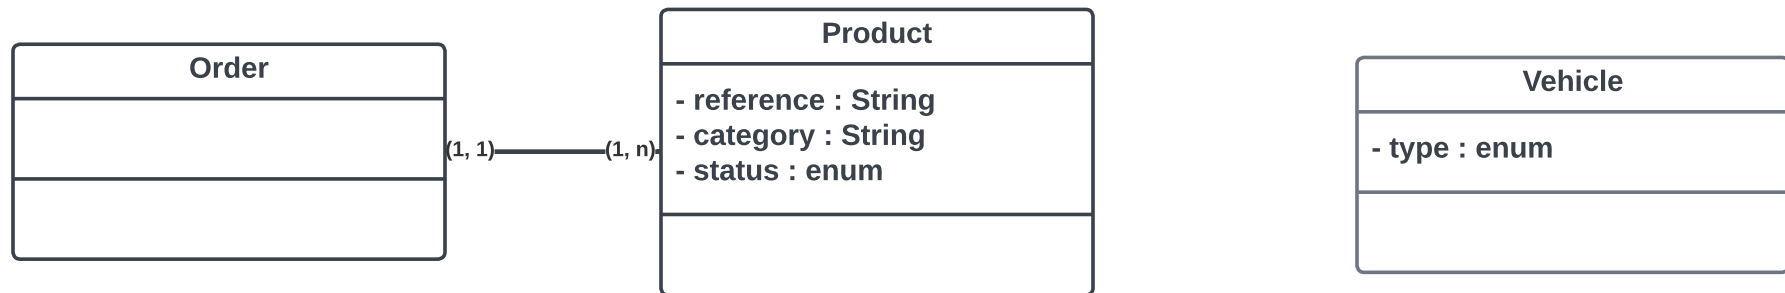 Order
(1, 1)
(1, n)
Product
- reference : String
- category : String
- status : enum
Vehicle
- type : enum